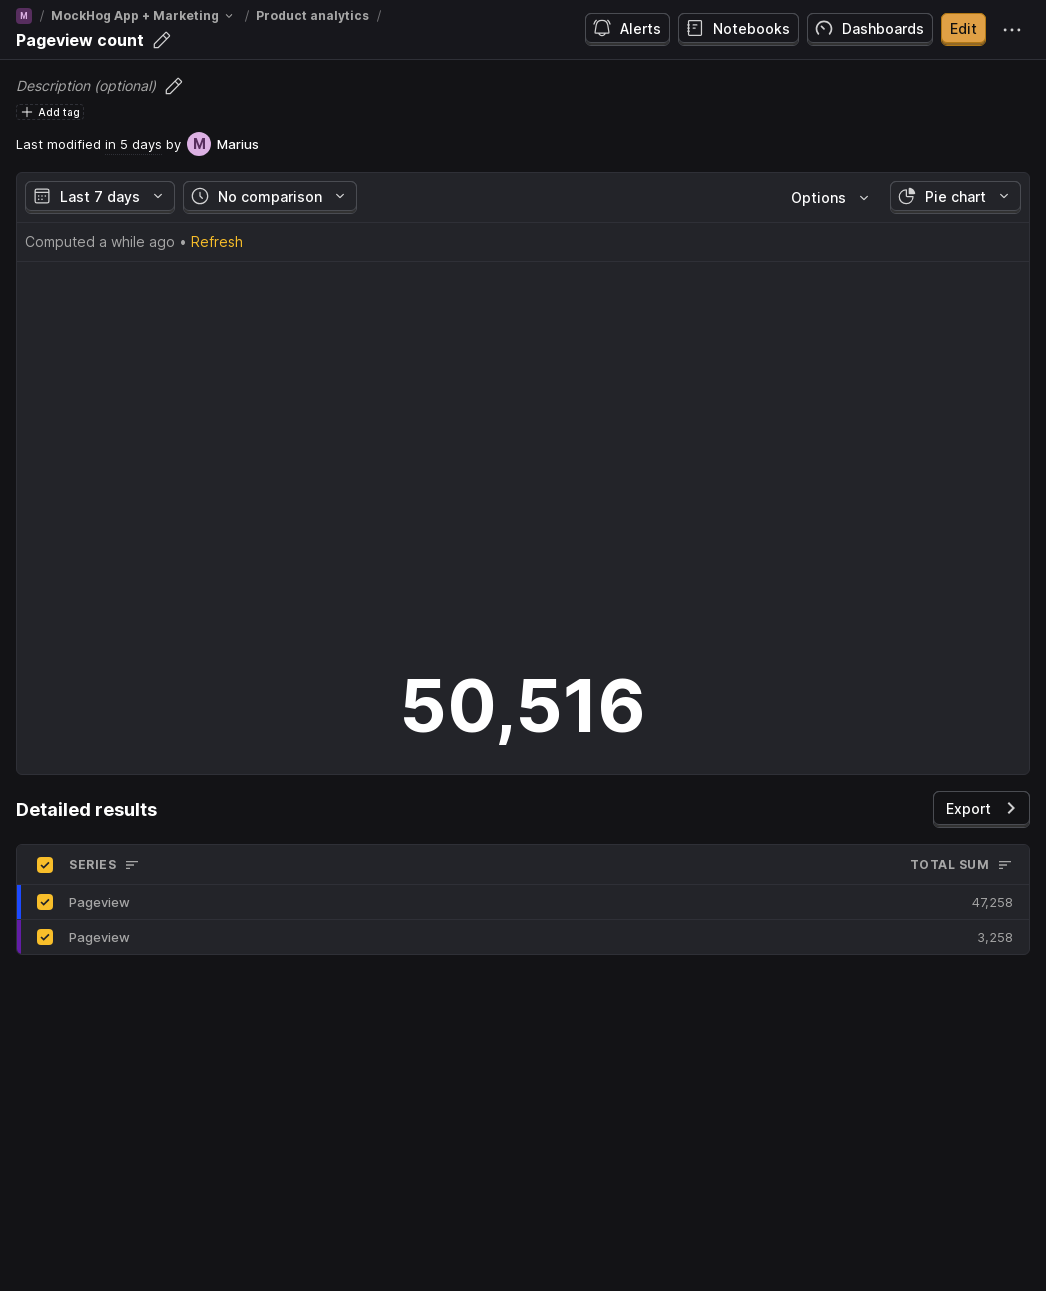 M / MockHog App + Marketing / Product analytics /
Pageview count
Alerts
Notebooks
Dashboards
Edit
Description (optional)
Add tag
Last modified in 5 days by M Marius
Last 7 days
No comparison
Options
Pie chart
Computed a while ago • Refresh
50,516
Detailed results
Export
SERIES TOTAL SUM
Pageview 47,258
Pageview 3,258